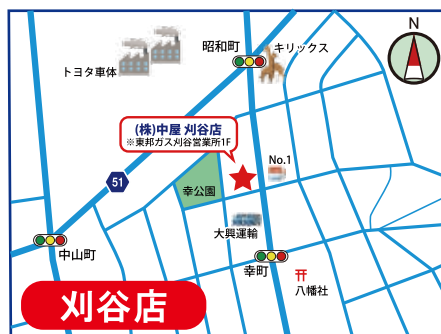 N
昭和町
キリックス
トヨタ車体
(株)中屋 刈谷店
※東邦ガス刈谷営業所1F
No.1
51
幸公園
大興運輸
中山町
幸町
八幡社
刈谷店